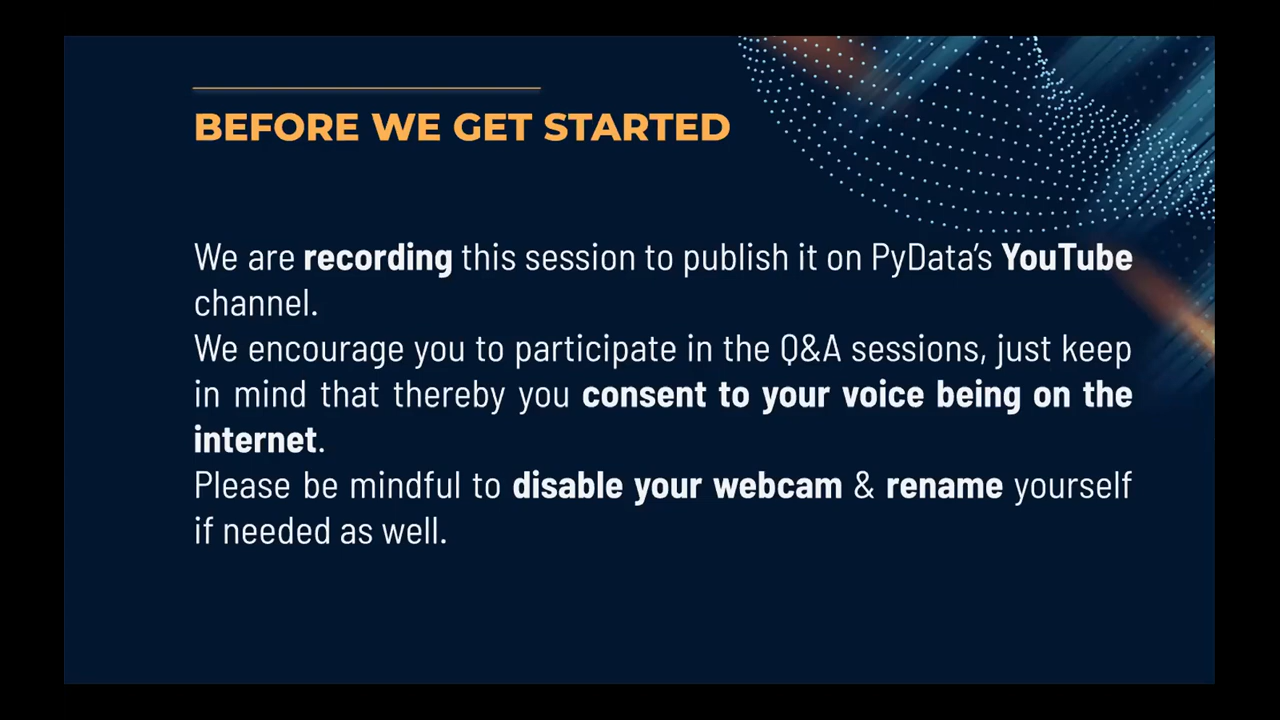 BEFORE WE GET STARTED
We are recording this session to publish it on PyData’s YouTube
channel.
We encourage you to participate in the Q&A sessions, just keep
in mind that thereby you consent to your voice being on the
internet.
Please be mindful to disable your webcam & rename yourself
if needed as well.